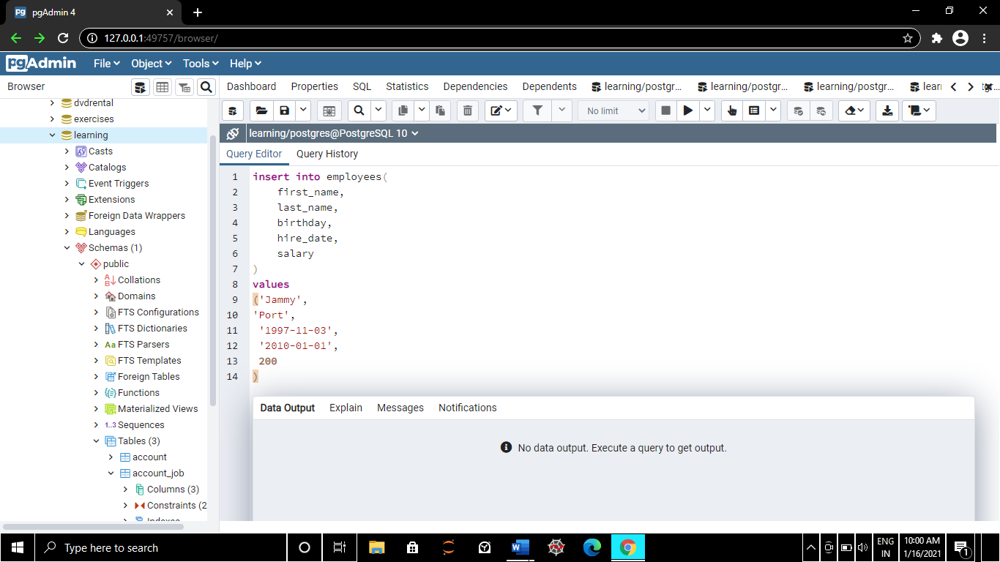 pgAdmin 4
127.0.0.1:49757/browser/
pgAdmin File Object Tools Help
Browser
Dashboard Properties SQL Statistics Dependencies Dependents learning/postgr... learning/postgr... learning/postgr... lear
dvdrental
exercises
learning
Casts
Catalogs
Event Triggers
Extensions
Foreign Data Wrappers
Languages
Schemas (1)
public
Collations
Domains
FTS Configurations
FTS Dictionaries
Aa FTS Parsers
FTS Templates
Foreign Tables
Functions
Materialized Views
1..3 Sequences
Tables (3)
account
account_job
Columns (3)
Constraints (2
Indexes
No limit
learning/postgres@PostgreSQL 10
Query Editor Query History
1 insert into employees(
2 first_name,
3 last_name,
4 birthday,
5 hire_date,
6 salary
7 )
8 values
9 ('Jammy',
10 'Port',
11 '1997-11-03',
12 '2010-01-01',
13 200
14 )
Data Output Explain Messages Notifications
No data output. Execute a query to get output.
Type here to search
ENG
IN
10:00 AM
1/16/2021
1